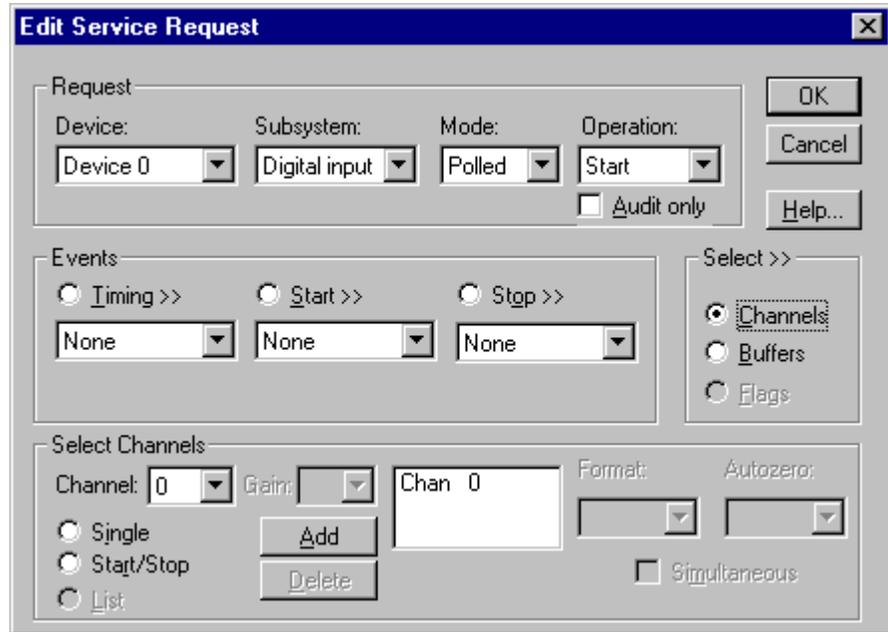 Edit Service Request
Request
Device: Subsystem: Mode: Operation:
Device 0 Digital input Polled Start
Audit only
OK
Cancel
Help...
Events
Timing >> Start >> Stop >>
None None None
Select >>
Channels
Buffers
Flags
Select Channels
Channel: 0 Gain: Chan 0 Format: Autozero:
Single
Start/Stop
List
Add
Delete
Simultaneous